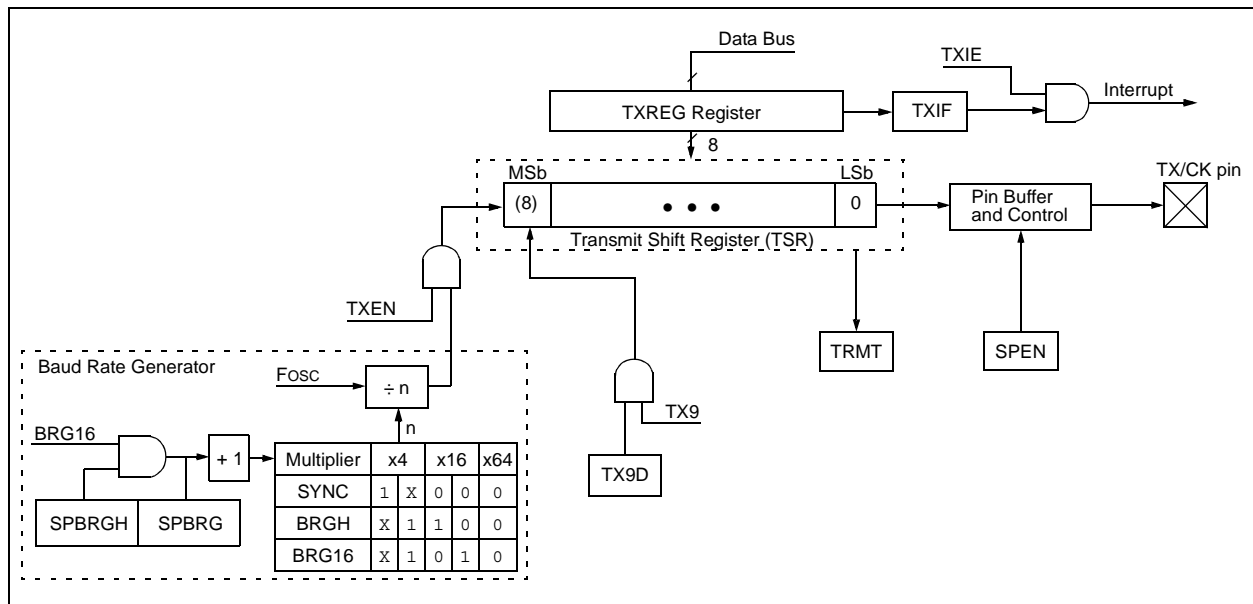 Data Bus
TXIE
Interrupt
TXREG Register
TXIF
8
MSb
LSb
TX/CK pin
(8)
• • •
0
Pin Buffer
and Control
Transmit Shift Register (TSR)
TXEN
TRMT
SPEN
Baud Rate Generator
FOSC
÷ n
TX9
n
BRG16
+ 1
Multiplier x4 x16 x64
TX9D
SYNC 1 X 0 0 0
SPBRGH SPBRG
BRGH X 1 1 0 0
BRG16 X 1 0 1 0